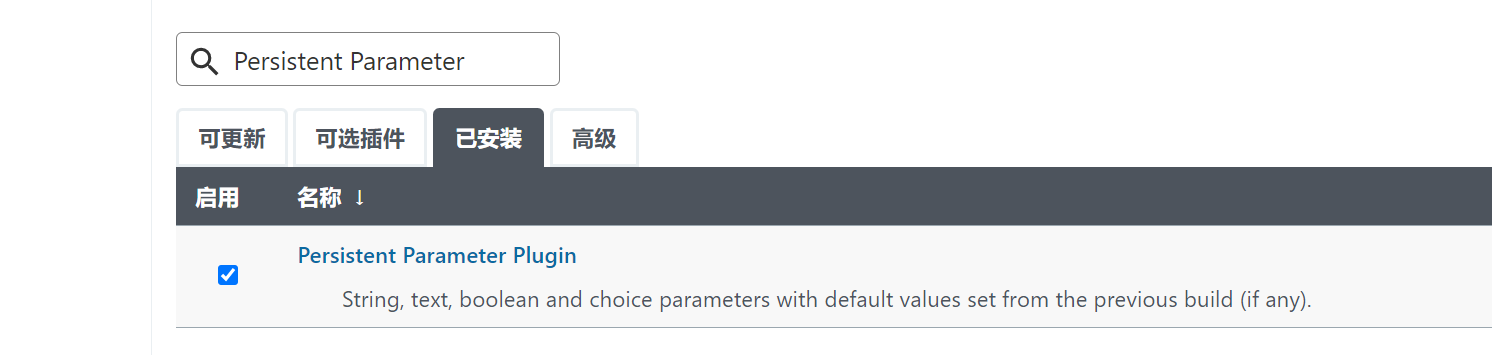 Persistent Parameter
可更新 可选插件 已安装 高级
启用 名称 ↓
Persistent Parameter Plugin
String, text, boolean and choice parameters with default values set from the previous build (if any).